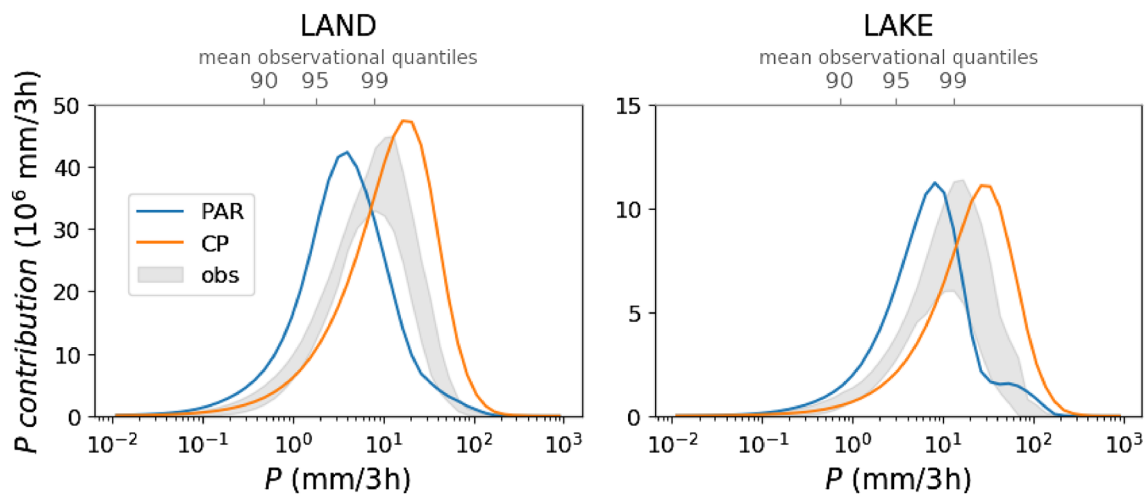 LAND
mean observational quantiles
90 95 99
P contribution (10⁶ mm/3h)
50
40
30
20
10
0
PAR
CP
obs
10⁻² 10⁻¹ 10⁰ 10¹ 10² 10³
P (mm/3h)
LAKE
mean observational quantiles
90 95 99
15
10
5
0
10⁻² 10⁻¹ 10⁰ 10¹ 10² 10³
P (mm/3h)